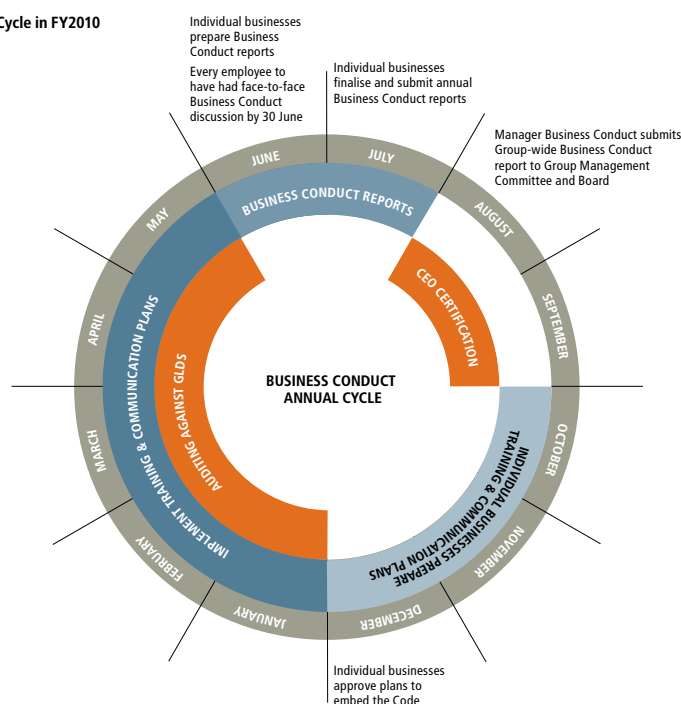 Cycle in FY2010
Individual businesses
prepare Business
Conduct reports
Every employee to
have had face-to-face
Business Conduct
discussion by 30 June
Individual businesses
finalise and submit annual
Business Conduct reports
Manager Business Conduct submits
Group-wide Business Conduct
report to Group Management
Committee and Board
JUNE
JULY
AUGUST
SEPTEMBER
OCTOBER
NOVEMBER
DECEMBER
JANUARY
FEBRUARY
MARCH
APRIL
MAY
BUSINESS CONDUCT REPORTS
CEO CERTIFICATION
INDIVIDUAL BUSINESSES PREPARE
TRAINING & COMMUNICATION PLANS
IMPLEMENT TRAINING & COMMUNICATION PLANS
AUDITING AGAINST GLDS
BUSINESS CONDUCT
ANNUAL CYCLE
Individual businesses
approve plans to
embed the Code